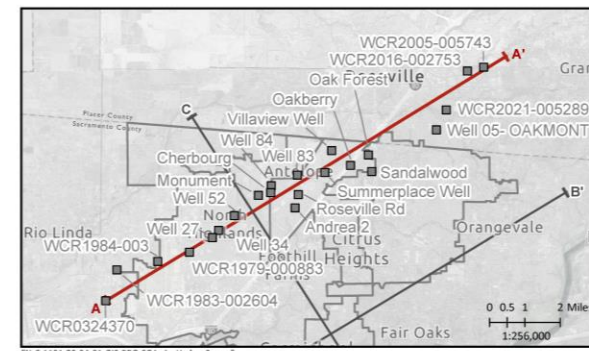 WCR2005-005743
A'
WCR2016-002753
Oak Forest
Oakberry
C
Placer County
Sacramento County
Villaview Well
WCR2021-005289
Well 84
Well 05- OAKMONT
Cherbourg
Well 83
Antelope
Sandalwood
Monument
Summerplace Well
Well 52
B'
North
Roseville Rd
Highlands
Andrea 2
Orangevale
Rio Linda
Well 27
Citrus
WCR1984-003
Well 34
Heights
Foothill
Farms
WCR1979-000883
A
WCR1983-002604
0 0.5 1 2 Miles
WCR0324370
Fair Oaks
1:256,000